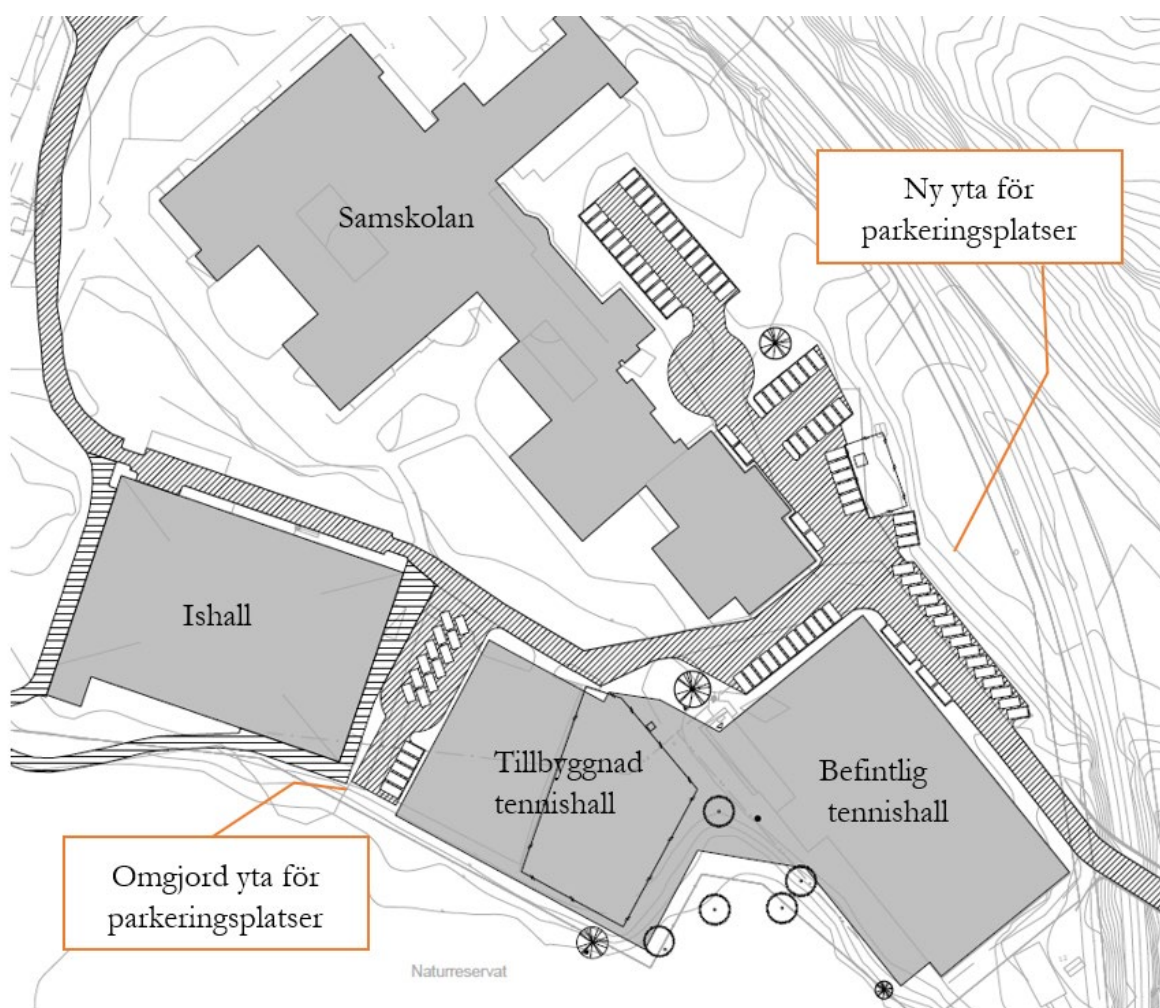 Ny yta för
parkeringsplatser
Samskolan
Ishall
Tillbyggnad
tennishall
Befintlig
tennishall
Omgjord yta för
parkeringsplatser
Naturreservat